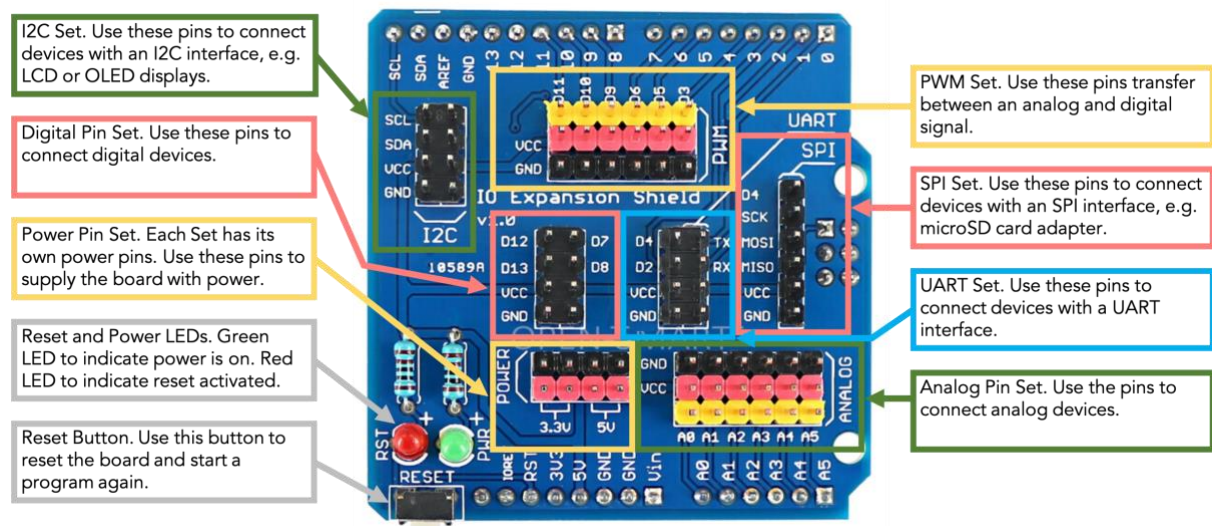 I2C Set. Use these pins to connect
devices with an I2C interface, e.g.
LCD or OLED displays.
Digital Pin Set. Use these pins to
connect digital devices.
Power Pin Set. Each Set has its
own power pins. Use these pins to
supply the board with power.
Reset and Power LEDs. Green
LED to indicate power is on. Red
LED to indicate reset activated.
Reset Button. Use this button to
reset the board and start a
program again.
SCL SDA AREF GND 13 12 11 10 9 8 7 6 5 4 3 2 1 0
D11 D10 D9 D6 D5 D3
VCC
GND
PWM
SCL
SDA
VCC
GND
I2C
UART
SPI
IO Expansion Shield
v1.0
10589A
D12 D7
D13 D8
VCC
GND
D4 TX
D2 RX
VCC
GND
D4
SCK
MOSI
MISO
VCC
GND
POWER
3.3V 5V
GND
VCC
ANALOG
A0 A1 A2 A3 A4 A5
RST
PWR
RESET
RST 3V3 5V GND GND Vin A0 A1 A2 A3 A4 A5
PWM Set. Use these pins transfer
between an analog and digital
signal.
SPI Set. Use these pins to connect
devices with an SPI interface, e.g.
microSD card adapter.
UART Set. Use these pins to
connect devices with a UART
interface.
Analog Pin Set. Use the pins to
connect analog devices.